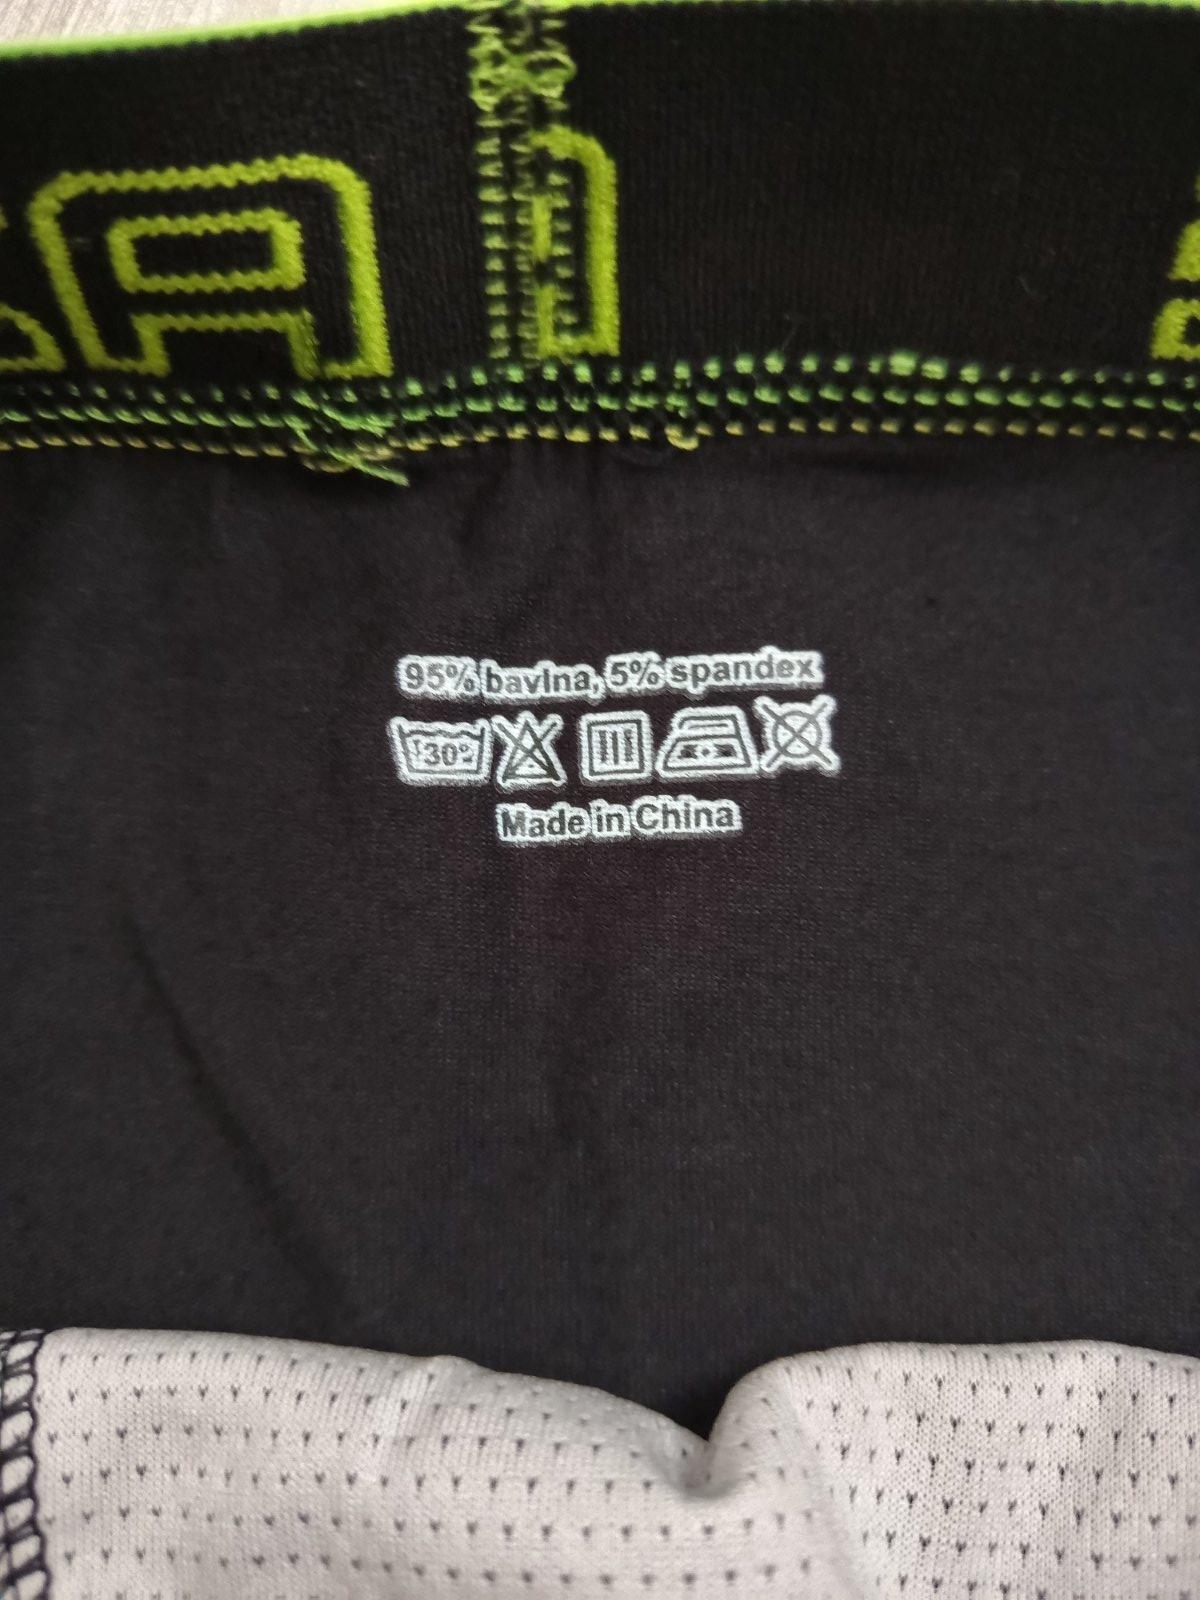 95% bavlna, 5% spandex
30°
Made in China